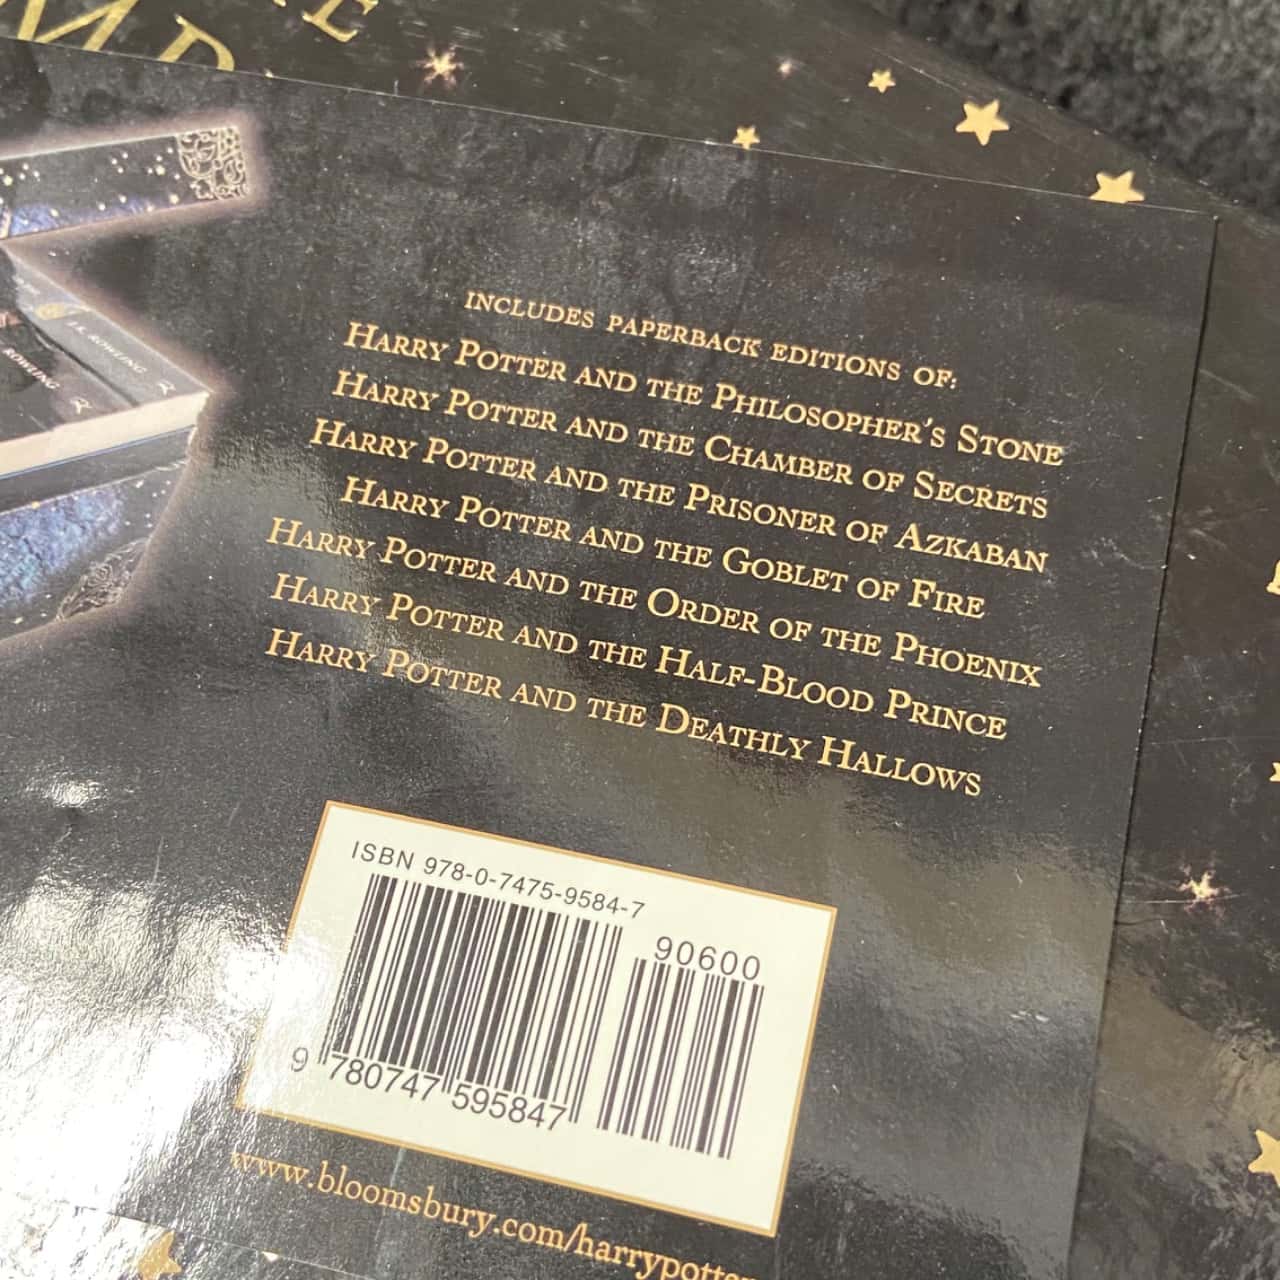 J.K. ROWLING
ROWLING
INCLUDES PAPERBACK EDITIONS OF:
HARRY POTTER AND THE PHILOSOPHER'S STONE
HARRY POTTER AND THE CHAMBER OF SECRETS
HARRY POTTER AND THE PRISONER OF AZKABAN
HARRY POTTER AND THE GOBLET OF FIRE
HARRY POTTER AND THE ORDER OF THE PHOENIX
HARRY POTTER AND THE HALF-BLOOD PRINCE
HARRY POTTER AND THE DEATHLY HALLOWS
ISBN 978-0-7475-9584-7
90600
9 780747 595847
www.bloomsbury.com/harrypotter